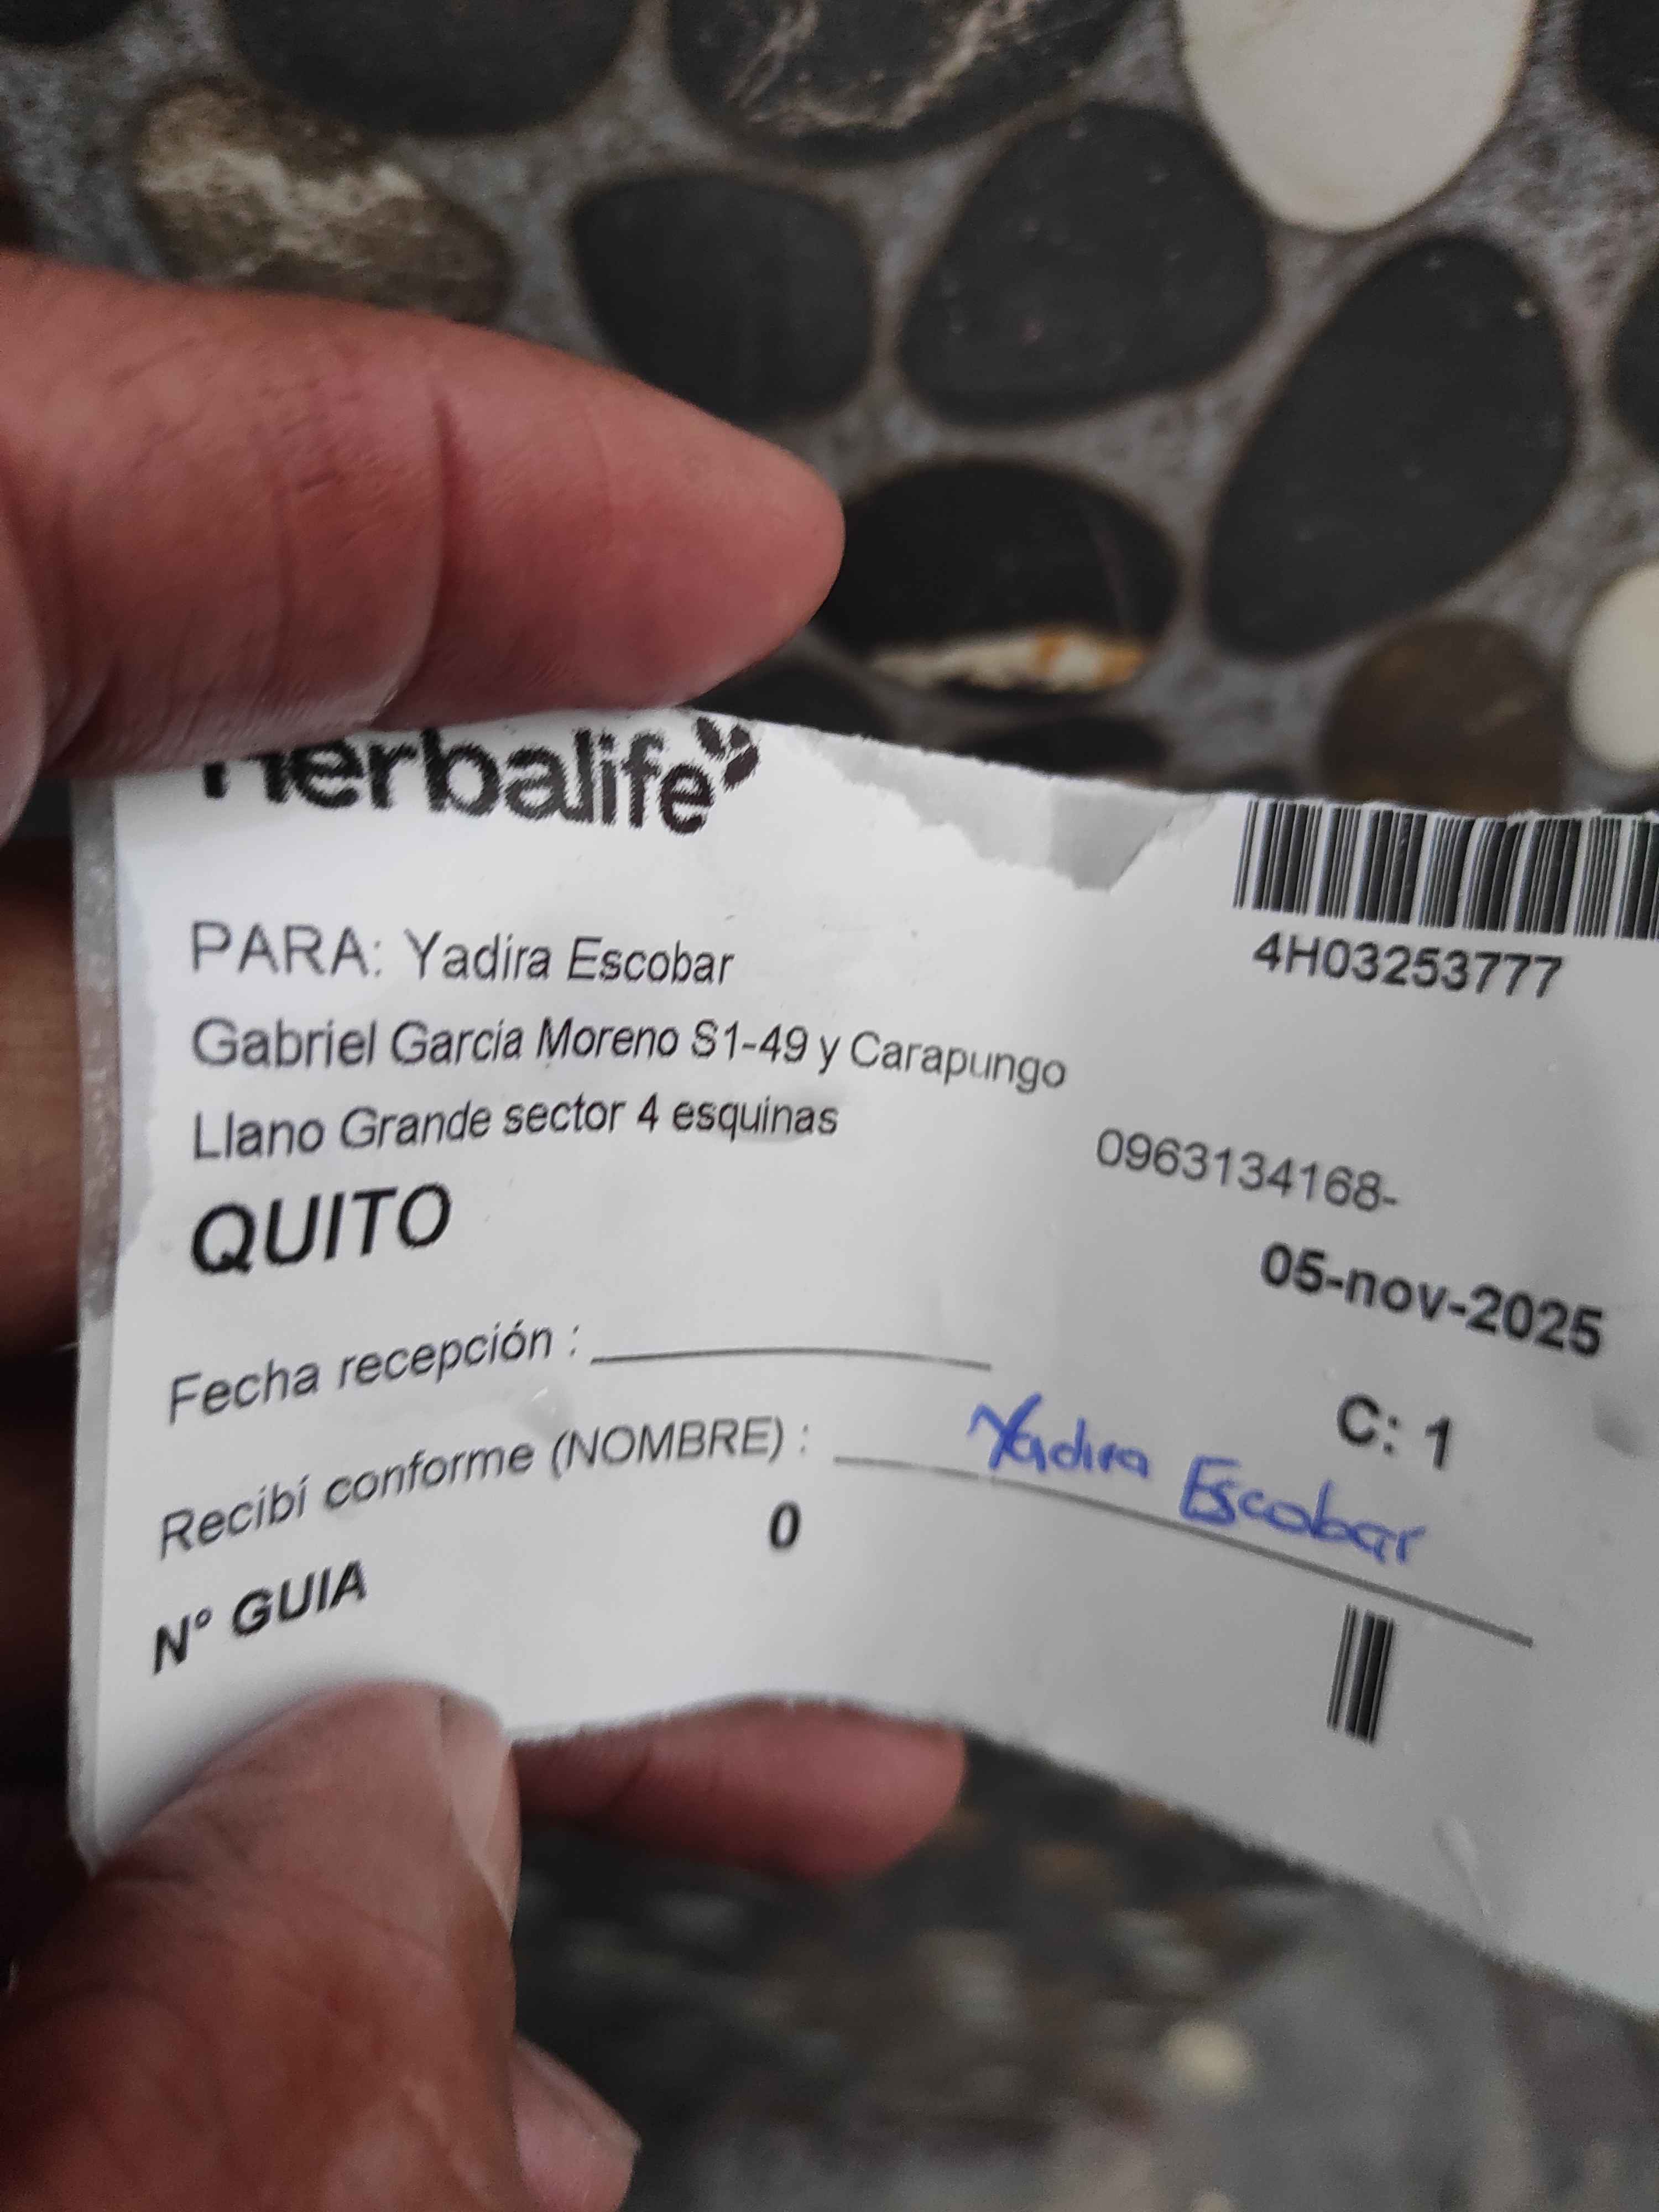 herbalife
4H03253777
PARA: Yadira Escobar
Gabriel Garcia Moreno S1-49 y Carapungo
Llano Grande sector 4 esquinas
0963134168-
QUITO
05-nov-2025
Fecha recepción :
C: 1
Recibí conforme (NOMBRE) : Yadira Escobar
N° GUIA 0